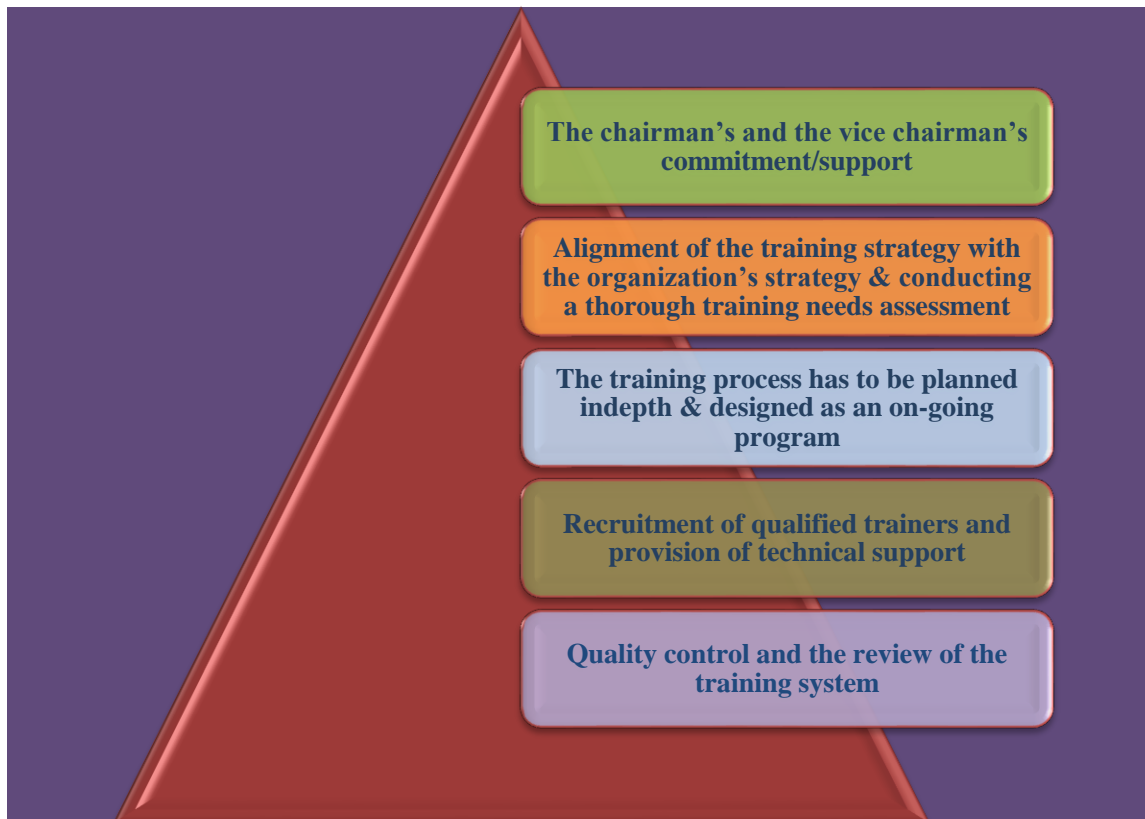 The chairman’s and the vice chairman’s
commitment/support
Alignment of the training strategy with
the organization’s strategy & conducting
a thorough training needs assessment
The training process has to be planned
indepth & designed as an on-going
program
Recruitment of qualified trainers and
provision of technical support
Quality control and the review of the
training system